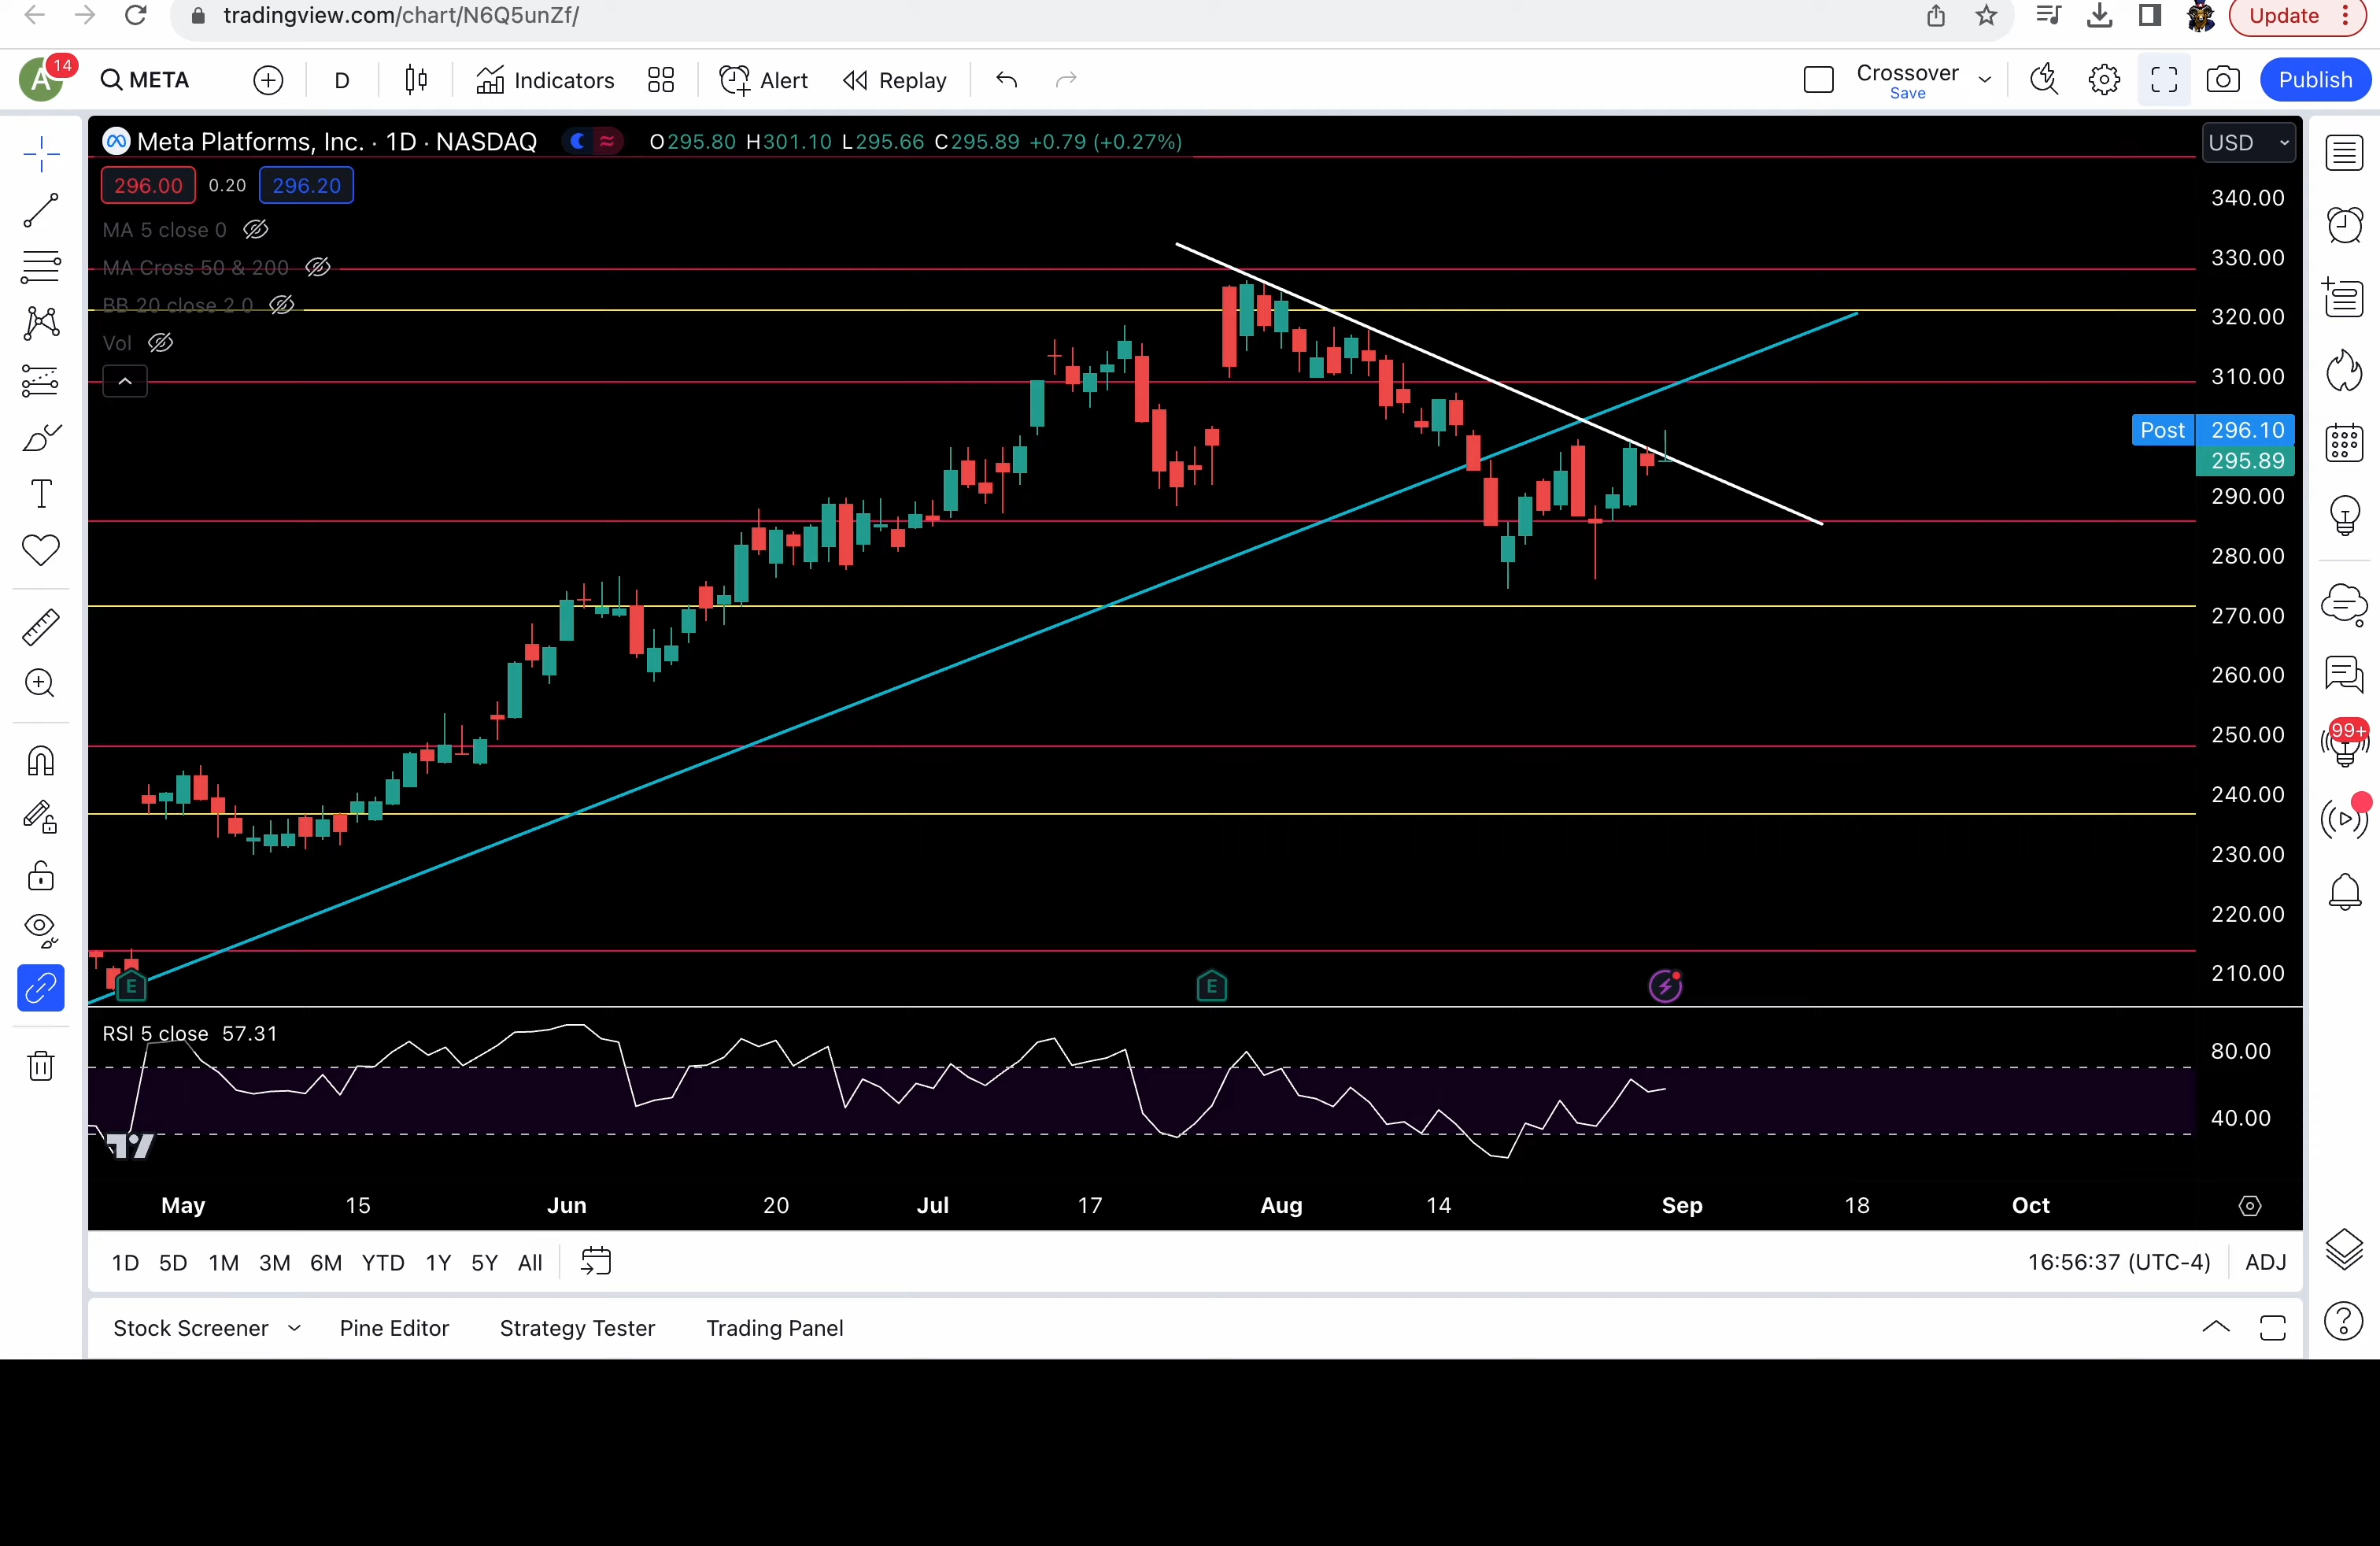 tradingview.com/chart/N6Q5unZf/
Update
A 14 META D Indicators Alert Replay Crossover Save Publish
Meta Platforms, Inc. · 1D · NASDAQ O295.80 H301.10 L295.66 C295.89 +0.79 (+0.27%)
USD
296.00 0.20 296.20
MA 5 close 0
MA Cross 50 & 200
BB 20 close 2 0
Vol
340.00
330.00
320.00
310.00
Post 296.10
295.89
290.00
280.00
270.00
260.00
250.00
240.00
230.00
220.00
210.00
99+
E E
RSI 5 close 57.31
80.00
40.00
May 15 Jun 20 Jul 17 Aug 14 Sep 18 Oct
1D 5D 1M 3M 6M YTD 1Y 5Y All 16:56:37 (UTC-4) ADJ
Stock Screener Pine Editor Strategy Tester Trading Panel